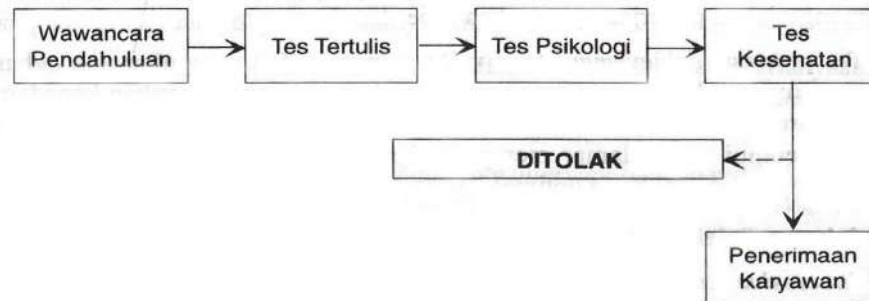 Wawancara
Pendahuluan
Tes Tertulis
Tes Psikologi
Tes
Kesehatan
DITOLAK
Penerimaan
Karyawan